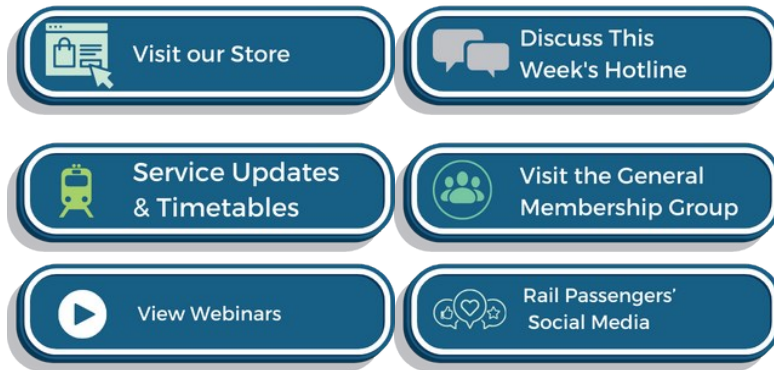 Visit our Store
Discuss This
Week's Hotline
Service Updates
& Timetables
Visit the General
Membership Group
View Webinars
Rail Passengers’
Social Media